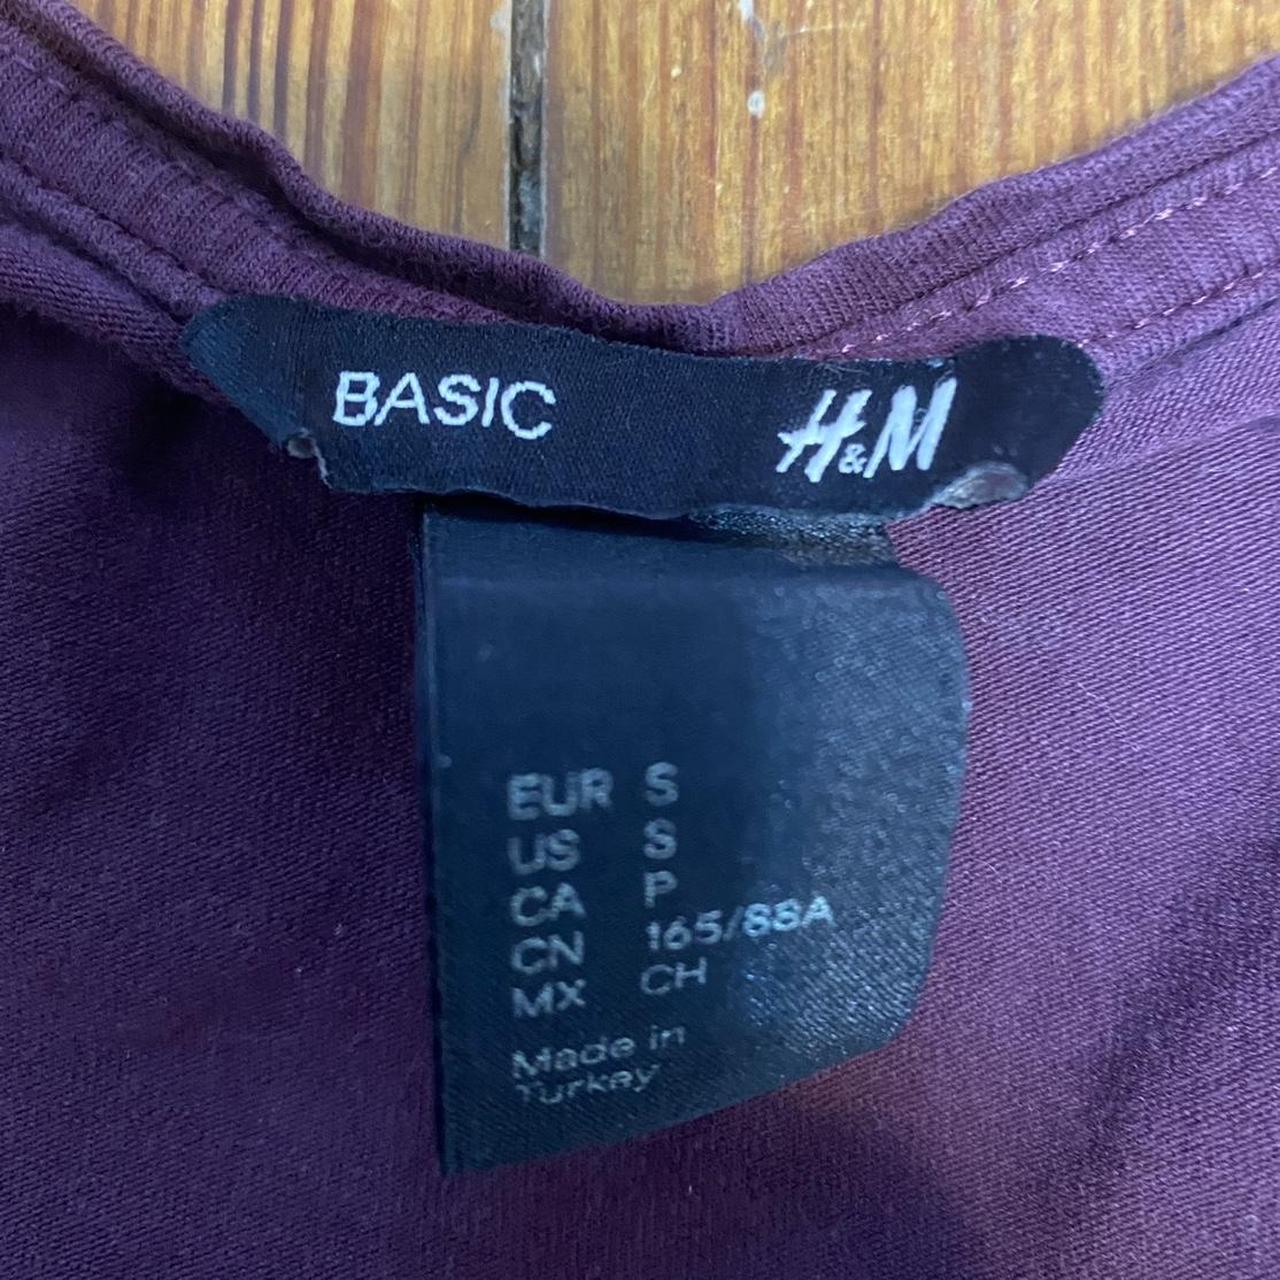 BASIC H&M
EUR S
US S
CA P
CN 165/88A
MX CH
Made in
Turkey